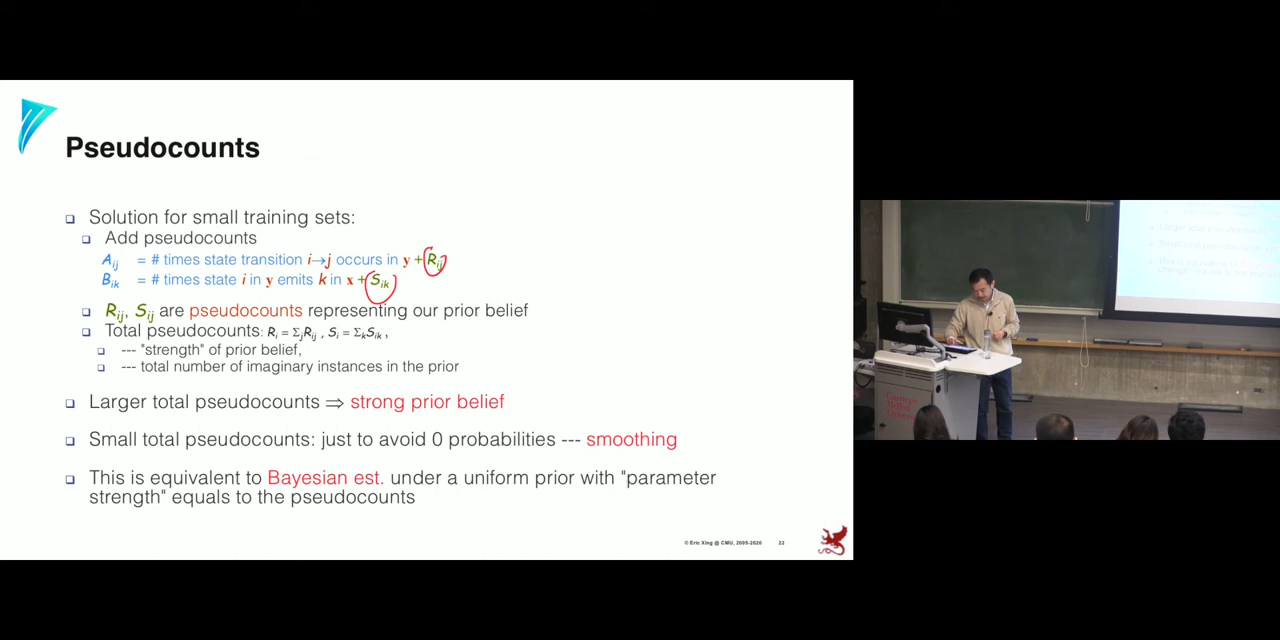 Pseudocounts
❑ Solution for small training sets:
❑ Add pseudocounts
A_ij = # times state transition i→j occurs in y + R_ij
B_ik = # times state i in y emits k in x + S_ik
❑ R_ij, S_ij are pseudocounts representing our prior belief
❑ Total pseudocounts: R_i = Σ_jR_ij , S_i = Σ_kS_ik ,
❑ --- "strength" of prior belief,
❑ --- total number of imaginary instances in the prior
❑ Larger total pseudocounts ⇒ strong prior belief
❑ Small total pseudocounts: just to avoid 0 probabilities --- smoothing
❑ This is equivalent to Bayesian est. under a uniform prior with "parameter
strength" equals to the pseudocounts
© Eric Xing @ CMU, 2005-2020 22
Carnegie
Mellon